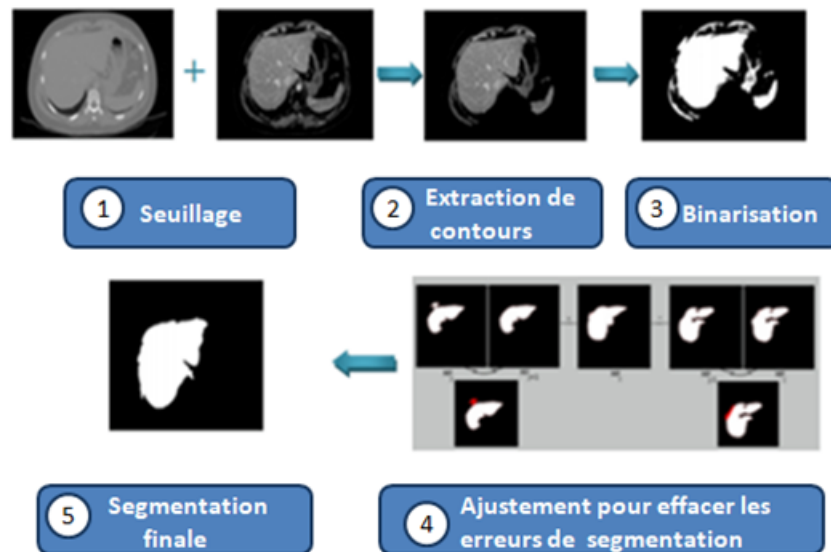 +
1 Seuillage
2 Extraction de
contours
3 Binarisation
5 Segmentation
finale
4 Ajustement pour effacer les
erreurs de segmentation